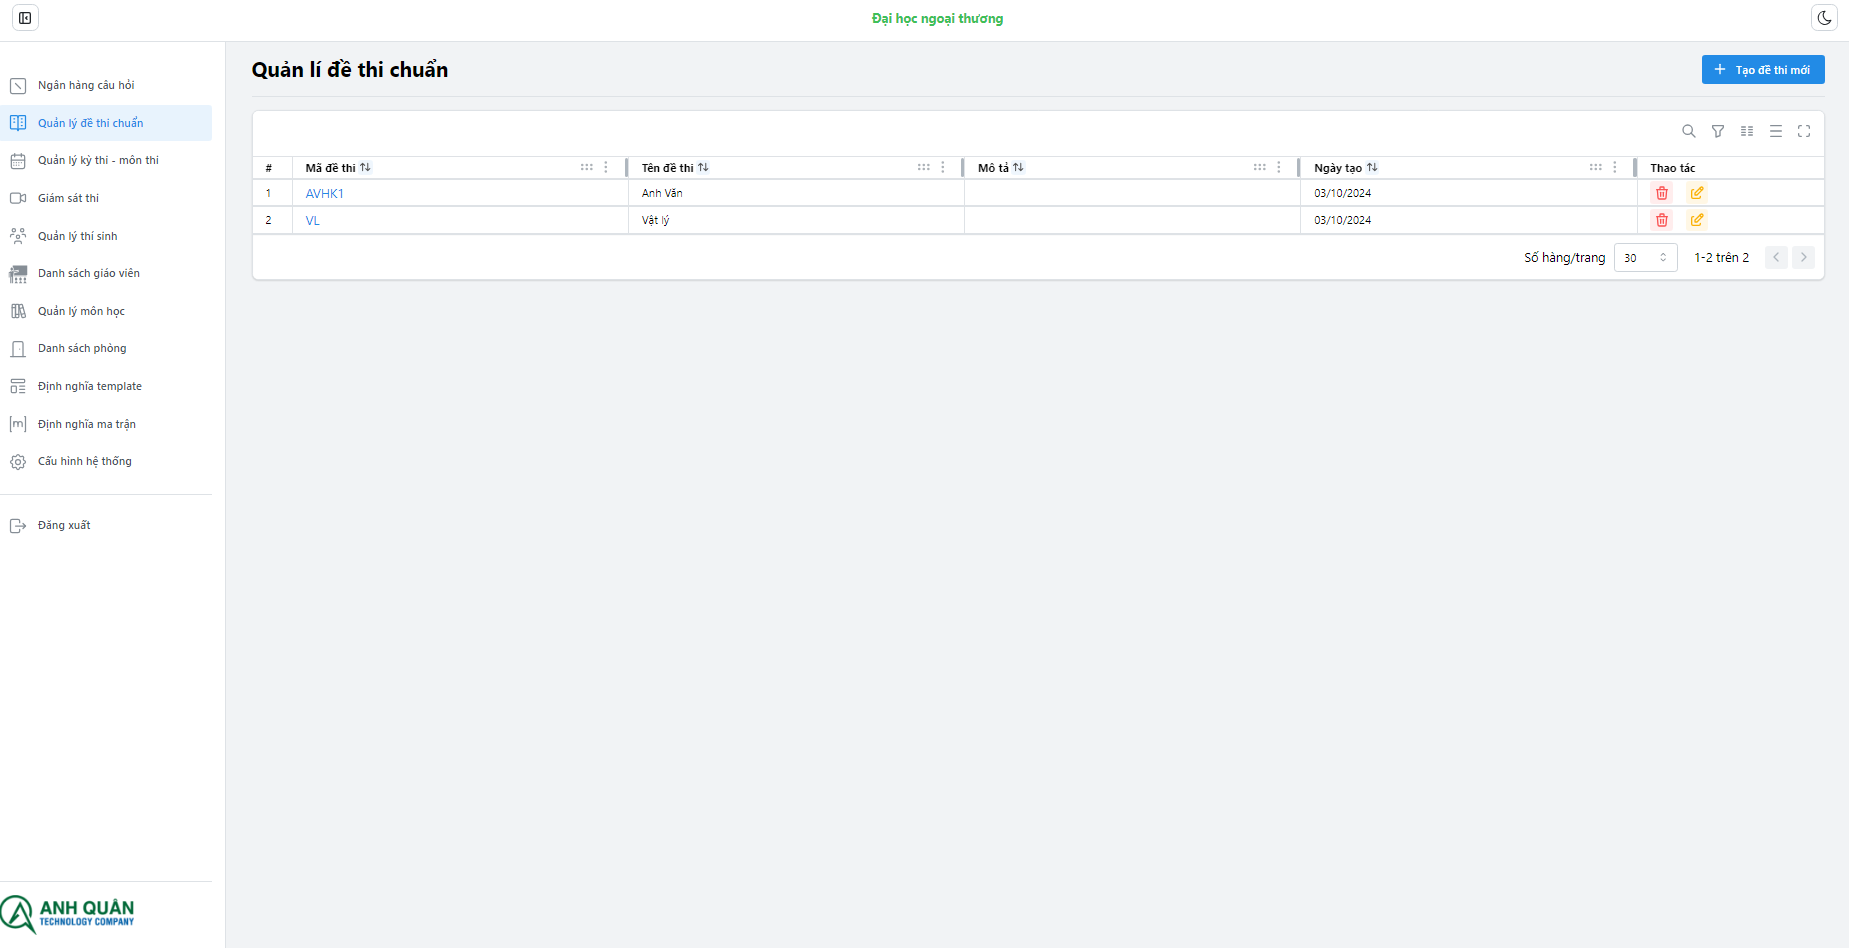 Đại học ngoại thương
Ngân hàng câu hỏi
Quản lý đề thi chuẩn
Quản lý kỳ thi - môn thi
Giám sát thi
Quản lý thí sinh
Danh sách giáo viên
Quản lý môn học
Danh sách phòng
Định nghĩa template
Định nghĩa ma trận
Cấu hình hệ thống
Đăng xuất
ANH QUÂN
TECHNOLOGY COMPANY
Quản lí đề thi chuẩn
Tạo đề thi mới
# Mã đề thi Tên đề thi Mô tả Ngày tạo Thao tác
1 AVHK1 Anh Văn 03/10/2024
2 VL Vật lý 03/10/2024
Số hàng/trang 30 1-2 trên 2